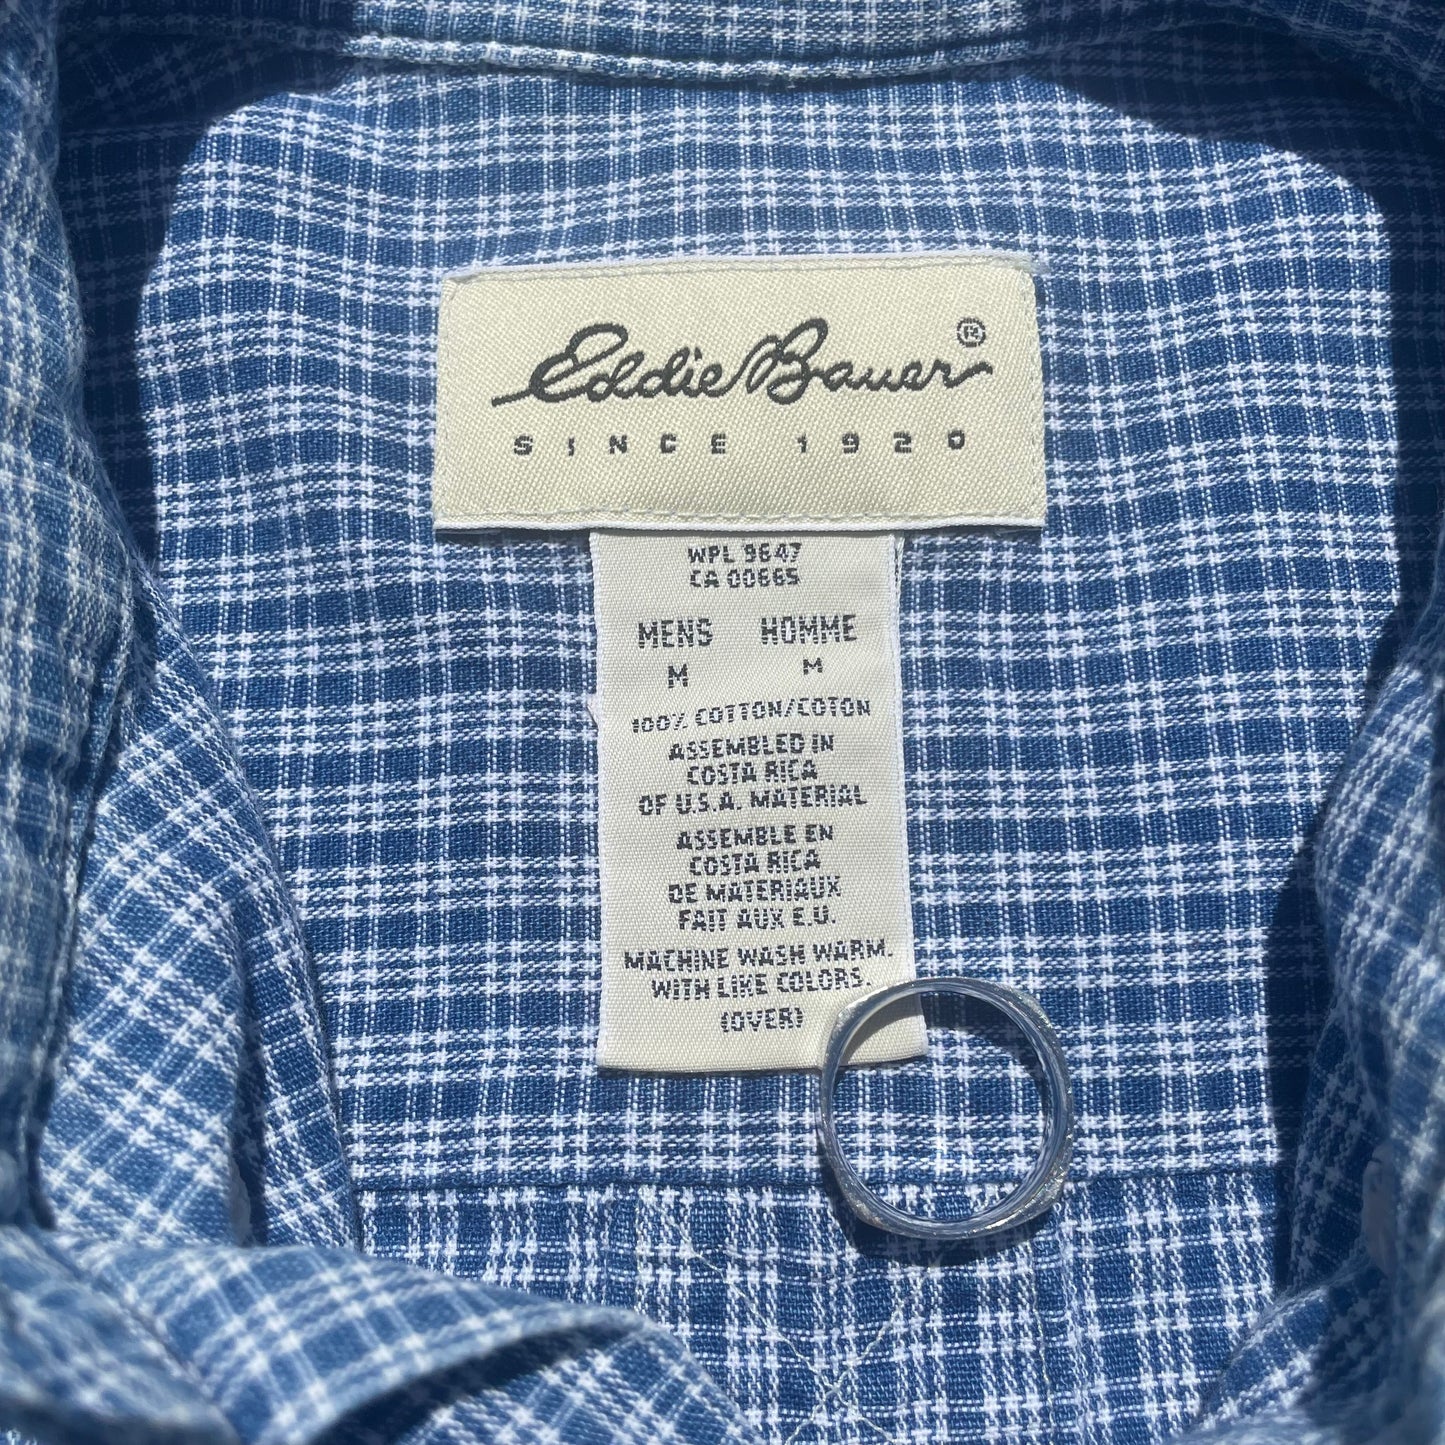 Eddie Bauer®
SINCE 1920
WPL 9647
CA 00665
MENS HOMME
M M
100% COTTON/COTON
ASSEMBLED IN
COSTA RICA
OF U.S.A. MATERIAL
ASSEMBLE EN
COSTA RICA
DE MATERIAUX
FAIT AUX E.U.
MACHINE WASH WARM.
WITH LIKE COLORS.
(OVER)